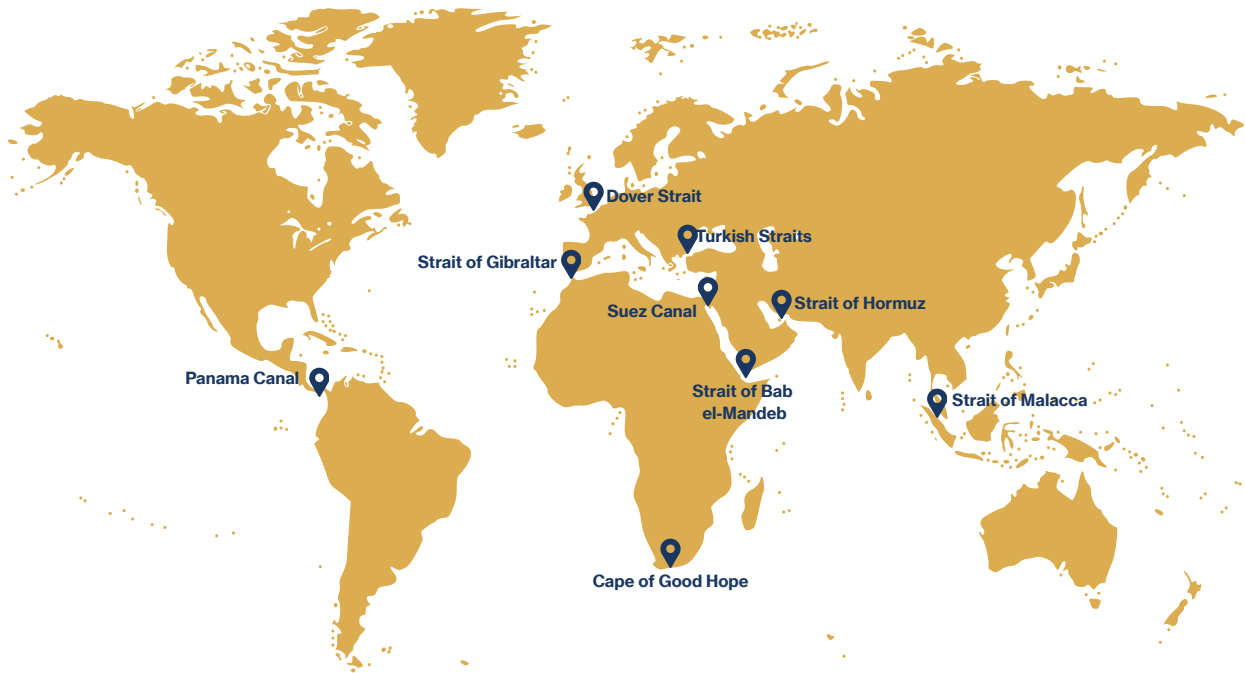 Dover Strait
Turkish Straits
Strait of Gibraltar
Suez Canal
Strait of Hormuz
Panama Canal
Strait of Bab
el-Mandeb
Strait of Malacca
Cape of Good Hope